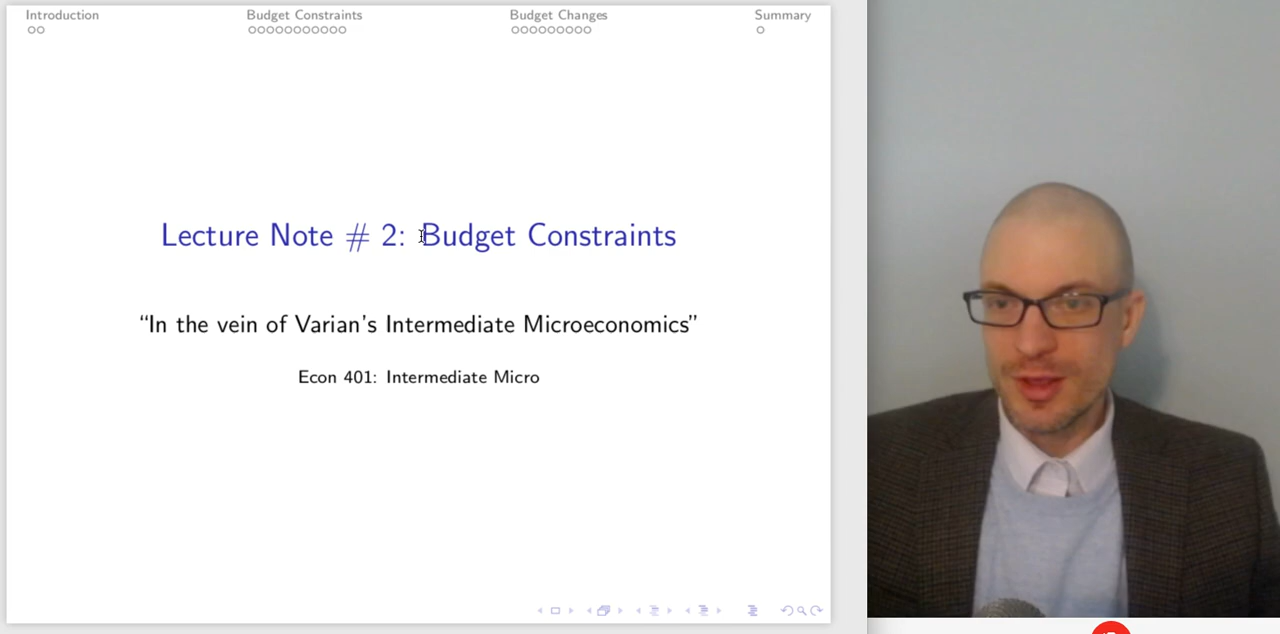 Introduction Budget Constraints Budget Changes Summary
Lecture Note # 2: Budget Constraints
“In the vein of Varian’s Intermediate Microeconomics”
Econ 401: Intermediate Micro